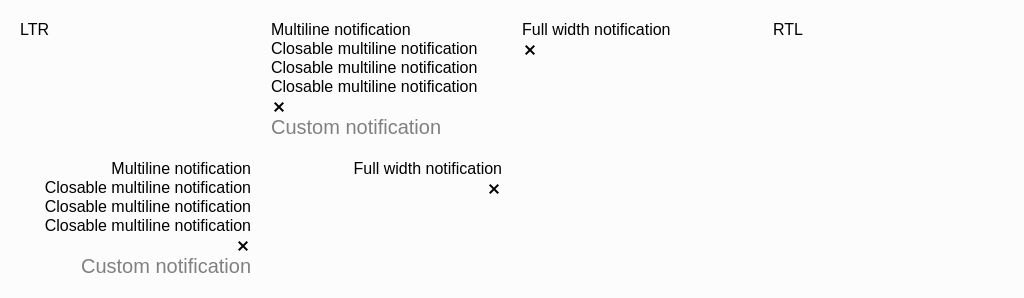 LTR
Multiline notification
Closable multiline notification
Closable multiline notification
Closable multiline notification
×
Custom notification
Full width notification
×
RTL
Multiline notification
Closable multiline notification
Closable multiline notification
Closable multiline notification
×
Custom notification
Full width notification
×